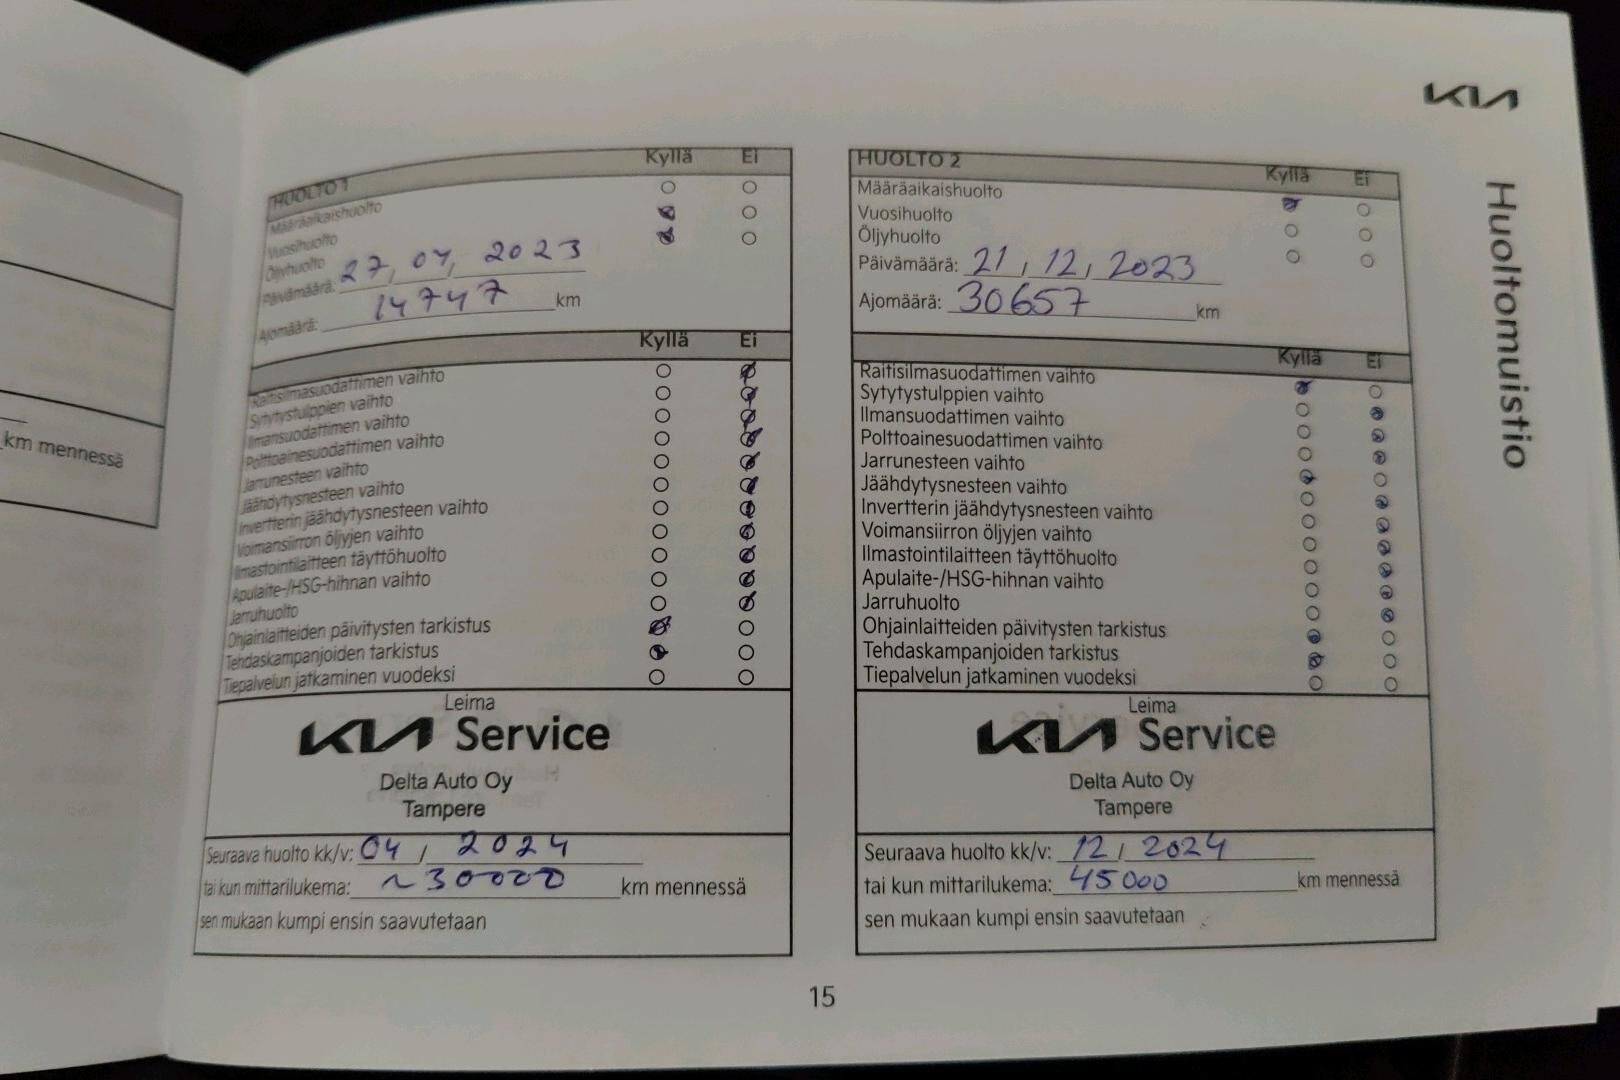 km mennessä
KIA
Huoltomuistio
HUOLTO 1 Kyllä Ei
Määräaikaishuolto
Vuosihuolto
Öljyhuolto
Päivämäärä: 27, 04, 2023
Ajomäärä: 14747 km
Kyllä Ei
Raitisilmasuodattimen vaihto
Sytytystulppien vaihto
Ilmansuodattimen vaihto
Polttoainesuodattimen vaihto
Jarrunesteen vaihto
Jäähdytysnesteen vaihto
Invertterin jäähdytysnesteen vaihto
Voimansiirron öljyjen vaihto
Ilmastointilaitteen täyttöhuolto
Apulaite-/HSG-hihnan vaihto
Jarruhuolto
Ohjainlaitteiden päivitysten tarkistus
Tehdaskampanjoiden tarkistus
Tiepalvelun jatkaminen vuodeksi
Leima
KIA Service
Delta Auto Oy
Tampere
Seuraava huolto kk/v: 04 / 2024
tai kun mittarilukema: ~30000 km mennessä
sen mukaan kumpi ensin saavutetaan
HUOLTO 2 Kyllä Ei
Määräaikaishuolto
Vuosihuolto
Öljyhuolto
Päivämäärä: 21, 12, 2023
Ajomäärä: 30657 km
Kyllä Ei
Raitisilmasuodattimen vaihto
Sytytystulppien vaihto
Ilmansuodattimen vaihto
Polttoainesuodattimen vaihto
Jarrunesteen vaihto
Jäähdytysnesteen vaihto
Invertterin jäähdytysnesteen vaihto
Voimansiirron öljyjen vaihto
Ilmastointilaitteen täyttöhuolto
Apulaite-/HSG-hihnan vaihto
Jarruhuolto
Ohjainlaitteiden päivitysten tarkistus
Tehdaskampanjoiden tarkistus
Tiepalvelun jatkaminen vuodeksi
Leima
KIA Service
Delta Auto Oy
Tampere
Seuraava huolto kk/v: 12 / 2024
tai kun mittarilukema: 45000 km mennessä
sen mukaan kumpi ensin saavutetaan
15